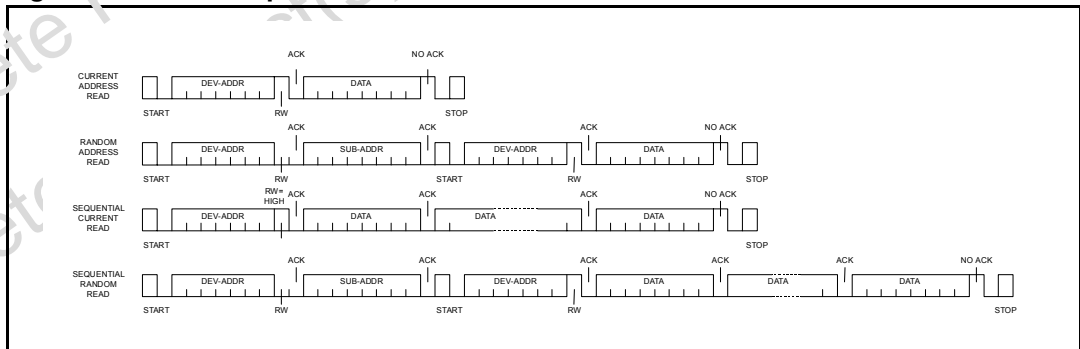 ACK NO ACK
CURRENT
ADDRESS
READ
DEV-ADDR DATA
START RW STOP
ACK ACK ACK NO ACK
RANDOM
ADDRESS
READ
DEV-ADDR SUB-ADDR DEV-ADDR DATA
START RW START RW STOP
RW=
HIGH
ACK ACK ACK NO ACK
SEQUENTIAL
CURRENT
READ
DEV-ADDR DATA DATA DATA
START STOP
ACK ACK ACK ACK ACK NO ACK
SEQUENTIAL
RANDOM
READ
DEV-ADDR SUB-ADDR DEV-ADDR DATA DATA DATA
START RW START RW STOP